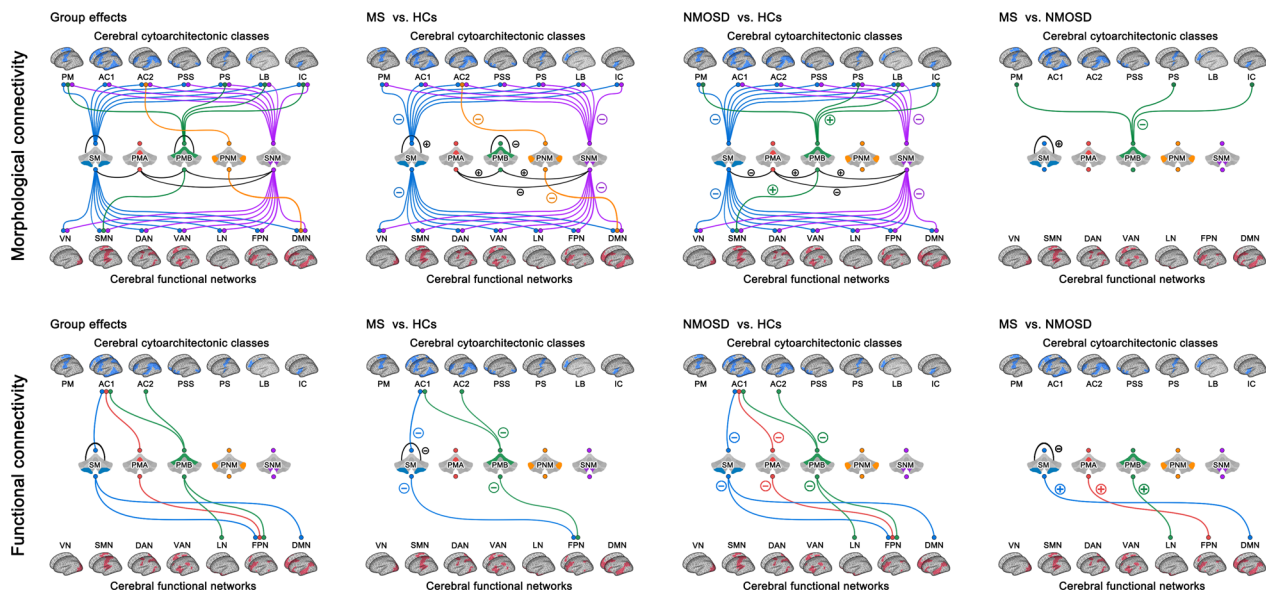 Group effects
MS vs. HCs
NMOSD vs. HCs
MS vs. NMOSD
Morphological connectivity
Cerebral cytoarchitectonic classes
Cerebral cytoarchitectonic classes
Cerebral cytoarchitectonic classes
Cerebral cytoarchitectonic classes
PM AC1 AC2 PSS PS LB IC
PM AC1 AC2 PSS PS LB IC
PM AC1 AC2 PSS PS LB IC
PM AC1 AC2 PSS PS LB IC
SM PMA PMB PNM SNM
SM PMA PMB PNM SNM
SM PMA PMB PNM SNM
SM PMA PMB PNM SNM
VN SMN DAN VAN LN FPN DMN
VN SMN DAN VAN LN FPN DMN
VN SMN DAN VAN LN FPN DMN
VN SMN DAN VAN LN FPN DMN
Cerebral functional networks
Cerebral functional networks
Cerebral functional networks
Cerebral functional networks
Group effects
MS vs. HCs
NMOSD vs. HCs
MS vs. NMOSD
Functional connectivity
Cerebral cytoarchitectonic classes
Cerebral cytoarchitectonic classes
Cerebral cytoarchitectonic classes
Cerebral cytoarchitectonic classes
PM AC1 AC2 PSS PS LB IC
PM AC1 AC2 PSS PS LB IC
PM AC1 AC2 PSS PS LB IC
PM AC1 AC2 PSS PS LB IC
SM PMA PMB PNM SNM
SM PMA PMB PNM SNM
SM PMA PMB PNM SNM
SM PMA PMB PNM SNM
VN SMN DAN VAN LN FPN DMN
VN SMN DAN VAN LN FPN DMN
VN SMN DAN VAN LN FPN DMN
VN SMN DAN VAN LN FPN DMN
Cerebral functional networks
Cerebral functional networks
Cerebral functional networks
Cerebral functional networks